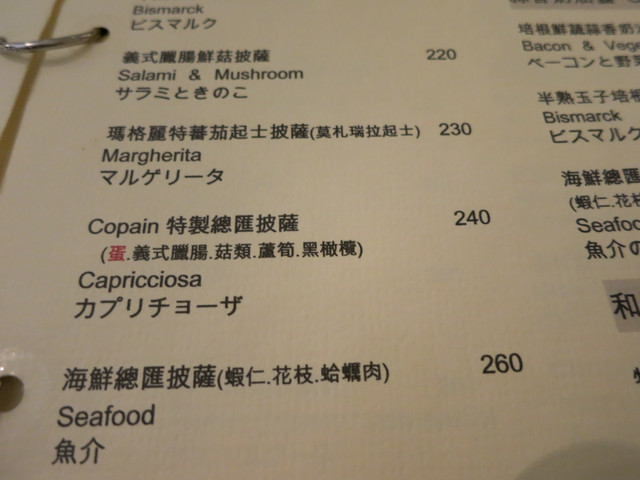 Bismarck
ビスマルク
義式臘腸鮮菇披薩 220
Salami & Mushroom
サラミときのこ
瑪格麗特蕃茄起士披薩(莫札瑞拉起士) 230
Margherita
マルゲリータ
Copain 特製總匯披薩 240
(蛋.義式臘腸.菇類.蘆筍.黑橄欖)
Capricciosa
カプリチョーザ
海鮮總匯披薩(蝦仁.花枝.蛤蠣肉) 260
Seafood
魚介
培根鮮蔬蒜香奶
Bacon & Vege
ベーコンと野菜
半熟玉子培根
Bismarck
ビスマルク
海鮮總匯
(蝦仁.花枝
Seafoo
魚介の
和